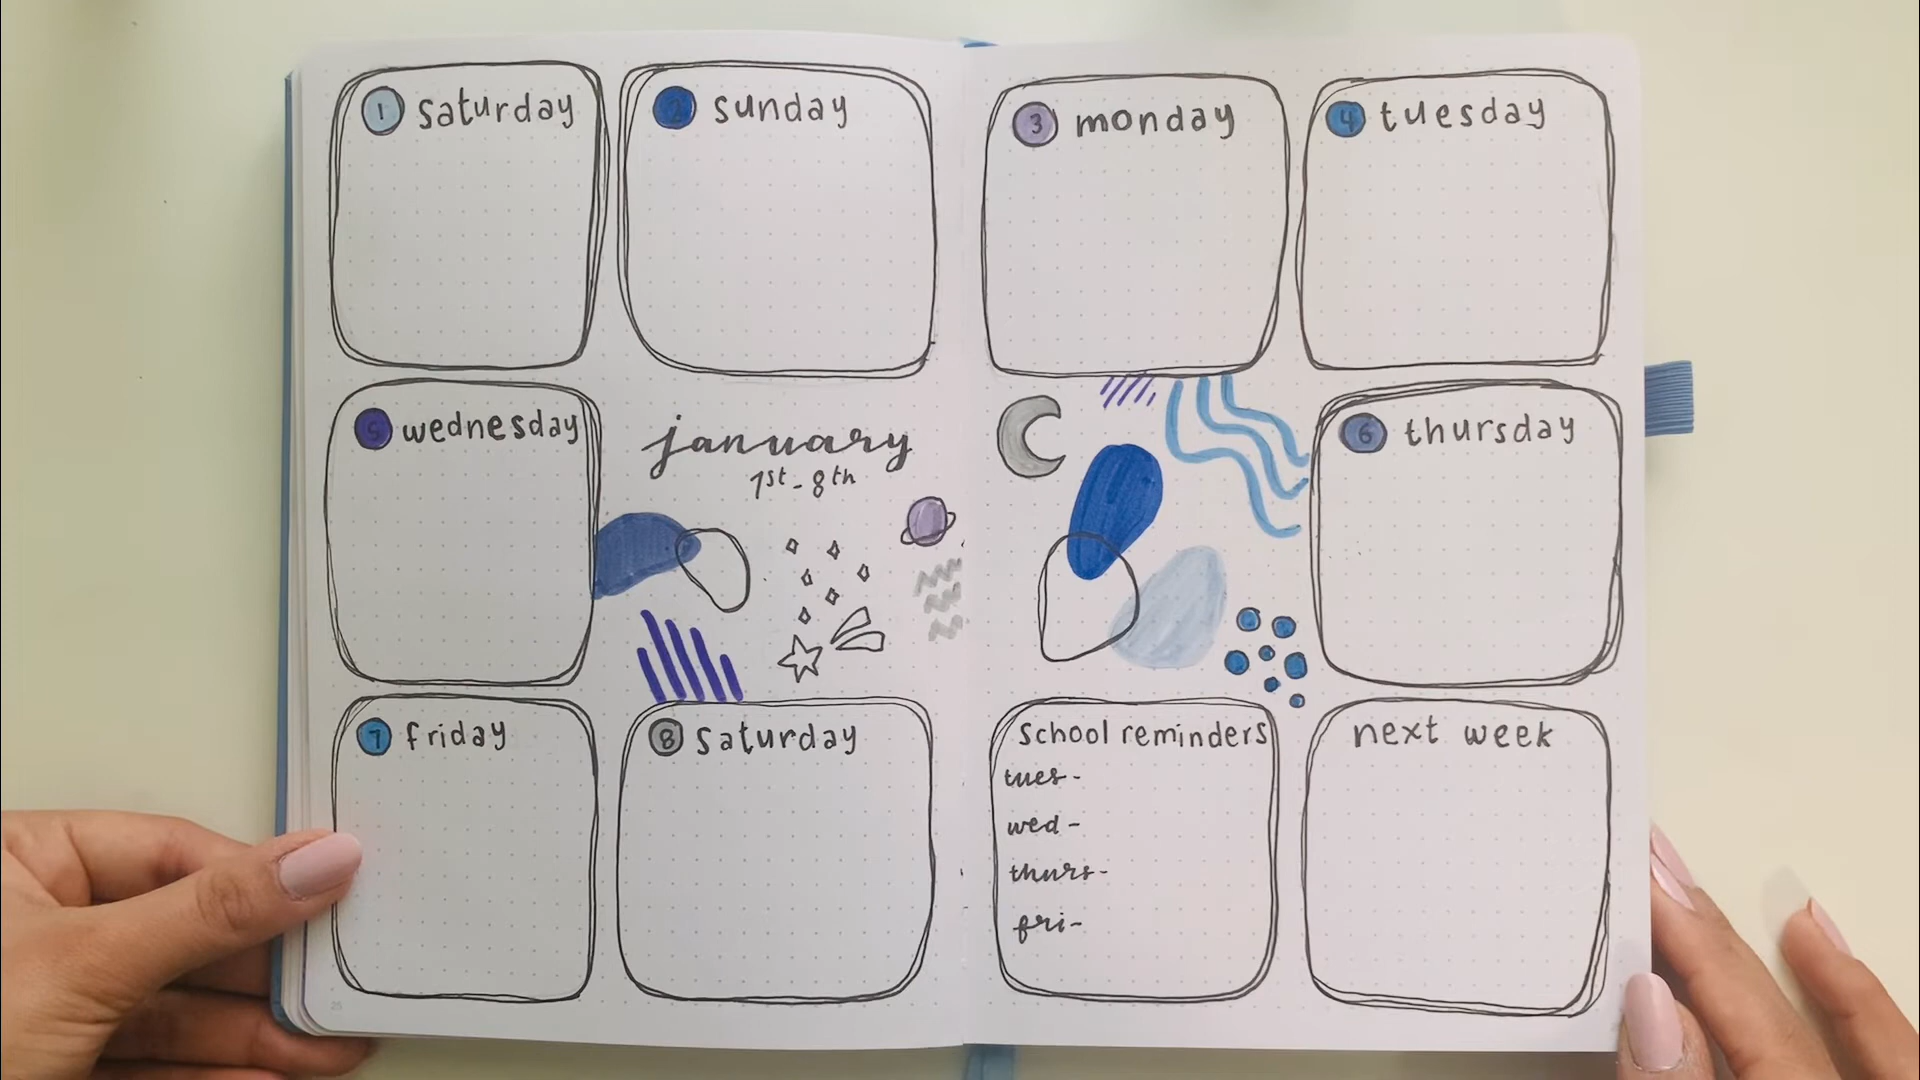 1 saturday
2 sunday
3 monday
4 tuesday
5 wednesday
january
1st - 8th
6 thursday
7 friday
8 saturday
school reminders
tues -
wed -
thurs -
fri -
next week
25